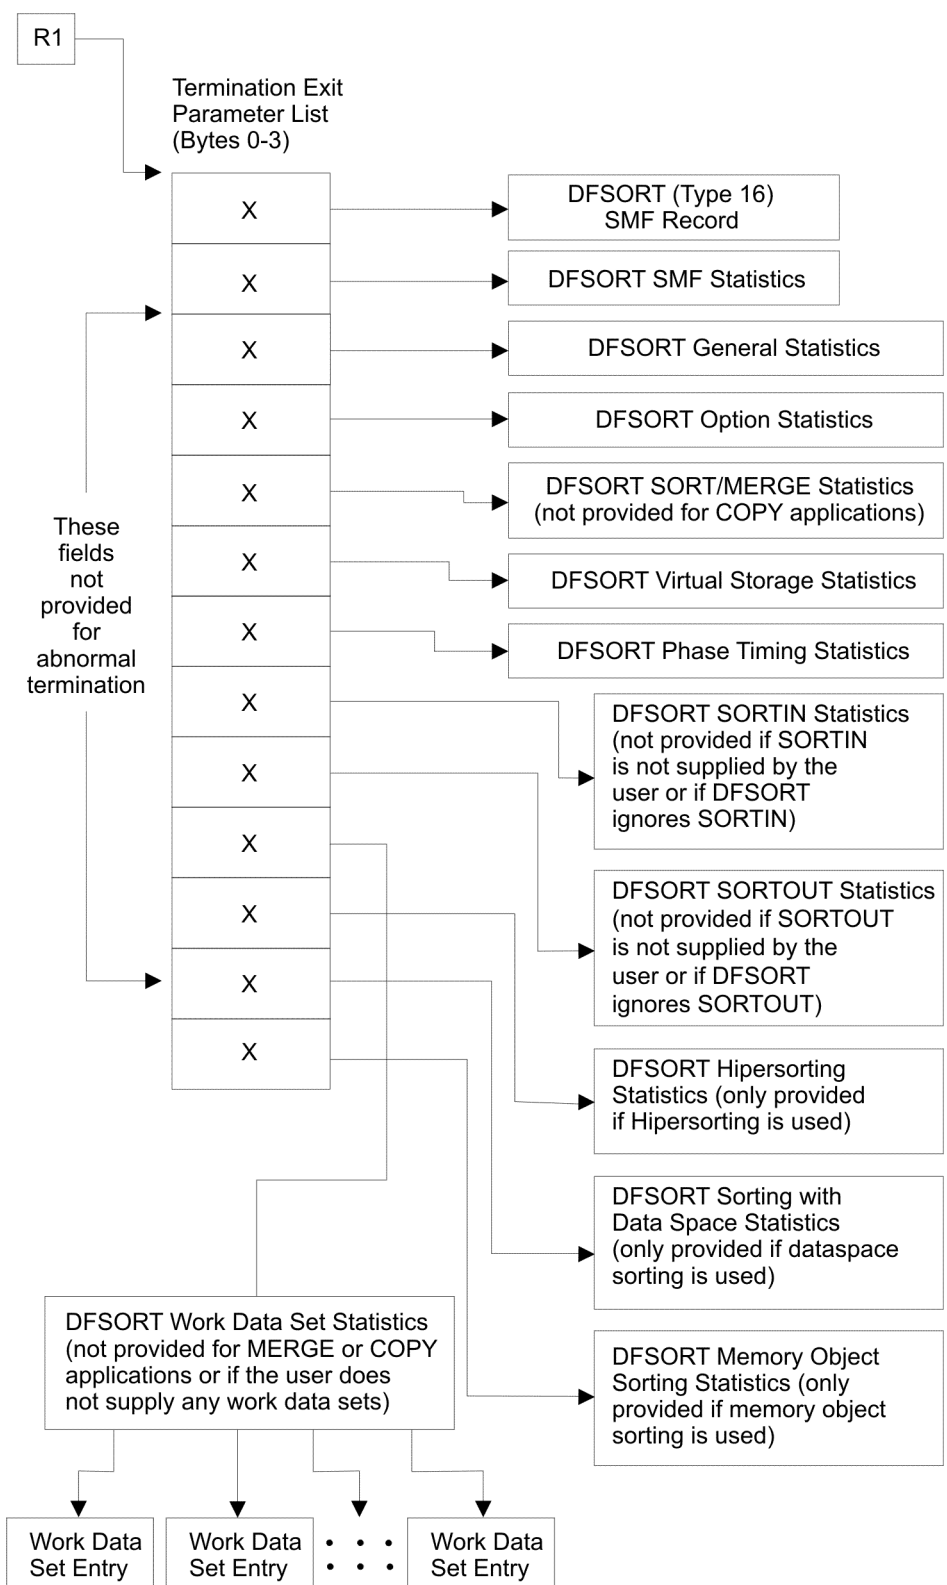 R1
Termination Exit
Parameter List
(Bytes 0-3)
X
DFSORT (Type 16)
SMF Record
X
DFSORT SMF Statistics
X
DFSORT General Statistics
X
DFSORT Option Statistics
X
DFSORT SORT/MERGE Statistics
(not provided for COPY applications)
X
DFSORT Virtual Storage Statistics
X
DFSORT Phase Timing Statistics
These
fields
not
provided
for
abnormal
termination
X
DFSORT SORTIN Statistics
(not provided if SORTIN
is not supplied by the
user or if DFSORT
ignores SORTIN)
X
DFSORT SORTOUT Statistics
(not provided if SORTOUT
is not supplied by the
user or if DFSORT
ignores SORTOUT)
X
X
DFSORT Hipersorting
Statistics (only provided
if Hipersorting is used)
X
DFSORT Sorting with
Data Space Statistics
(only provided if dataspace
sorting is used)
X
DFSORT Memory Object
Sorting Statistics (only
provided if memory object
sorting is used)
DFSORT Work Data Set Statistics
(not provided for MERGE or COPY
applications or if the user does
not supply any work data sets)
Work Data
Set Entry
Work Data
Set Entry
• • •
• • •
Work Data
Set Entry